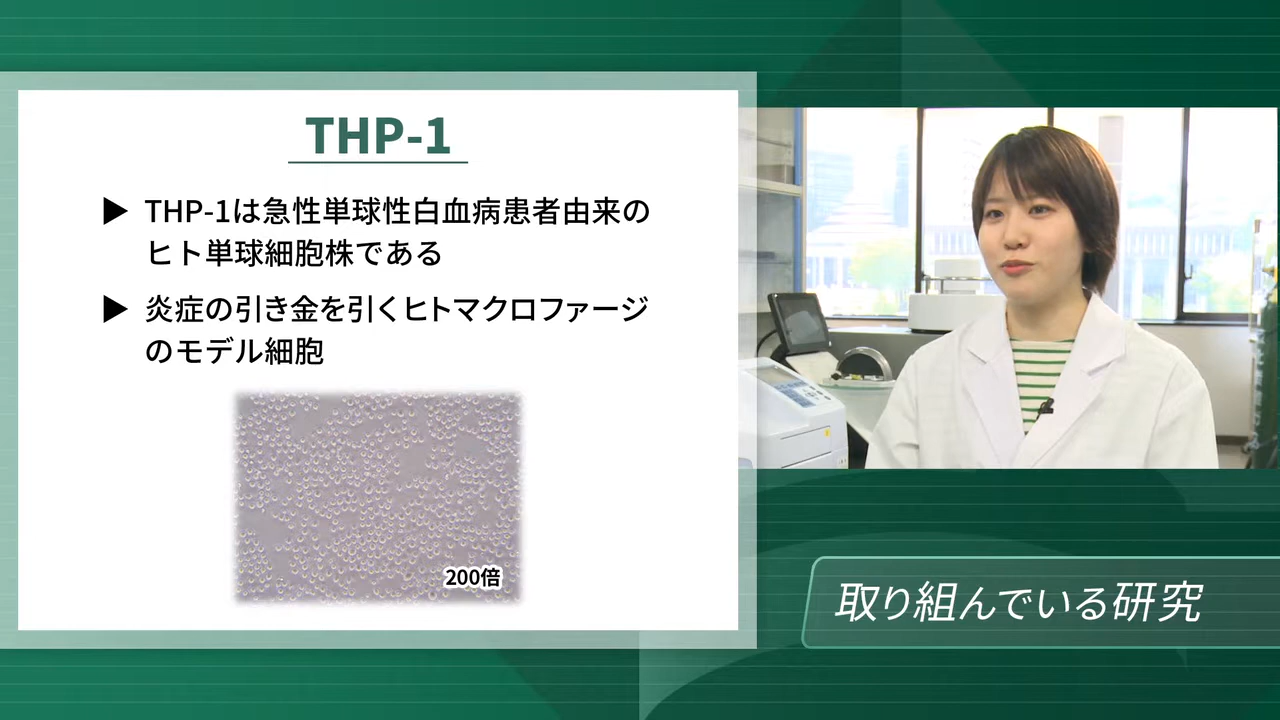 THP-1
▶ THP-1は急性単球性白血病患者由来の
ヒト単球細胞株である
▶ 炎症の引き金を引くヒトマクロファージ
のモデル細胞
200倍
取り組んでいる研究